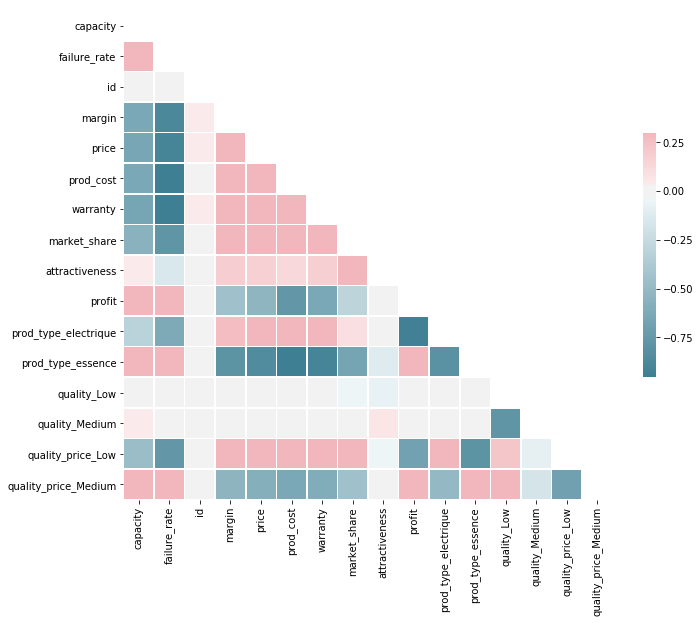 capacity
failure_rate
id
margin
price
prod_cost
warranty
market_share
attractiveness
profit
prod_type_electrique
prod_type_essence
quality_Low
quality_Medium
quality_price_Low
quality_price_Medium
0.25
0.00
−0.25
−0.50
−0.75
capacity
failure_rate
id
margin
price
prod_cost
warranty
market_share
attractiveness
profit
prod_type_electrique
prod_type_essence
quality_Low
quality_Medium
quality_price_Low
quality_price_Medium